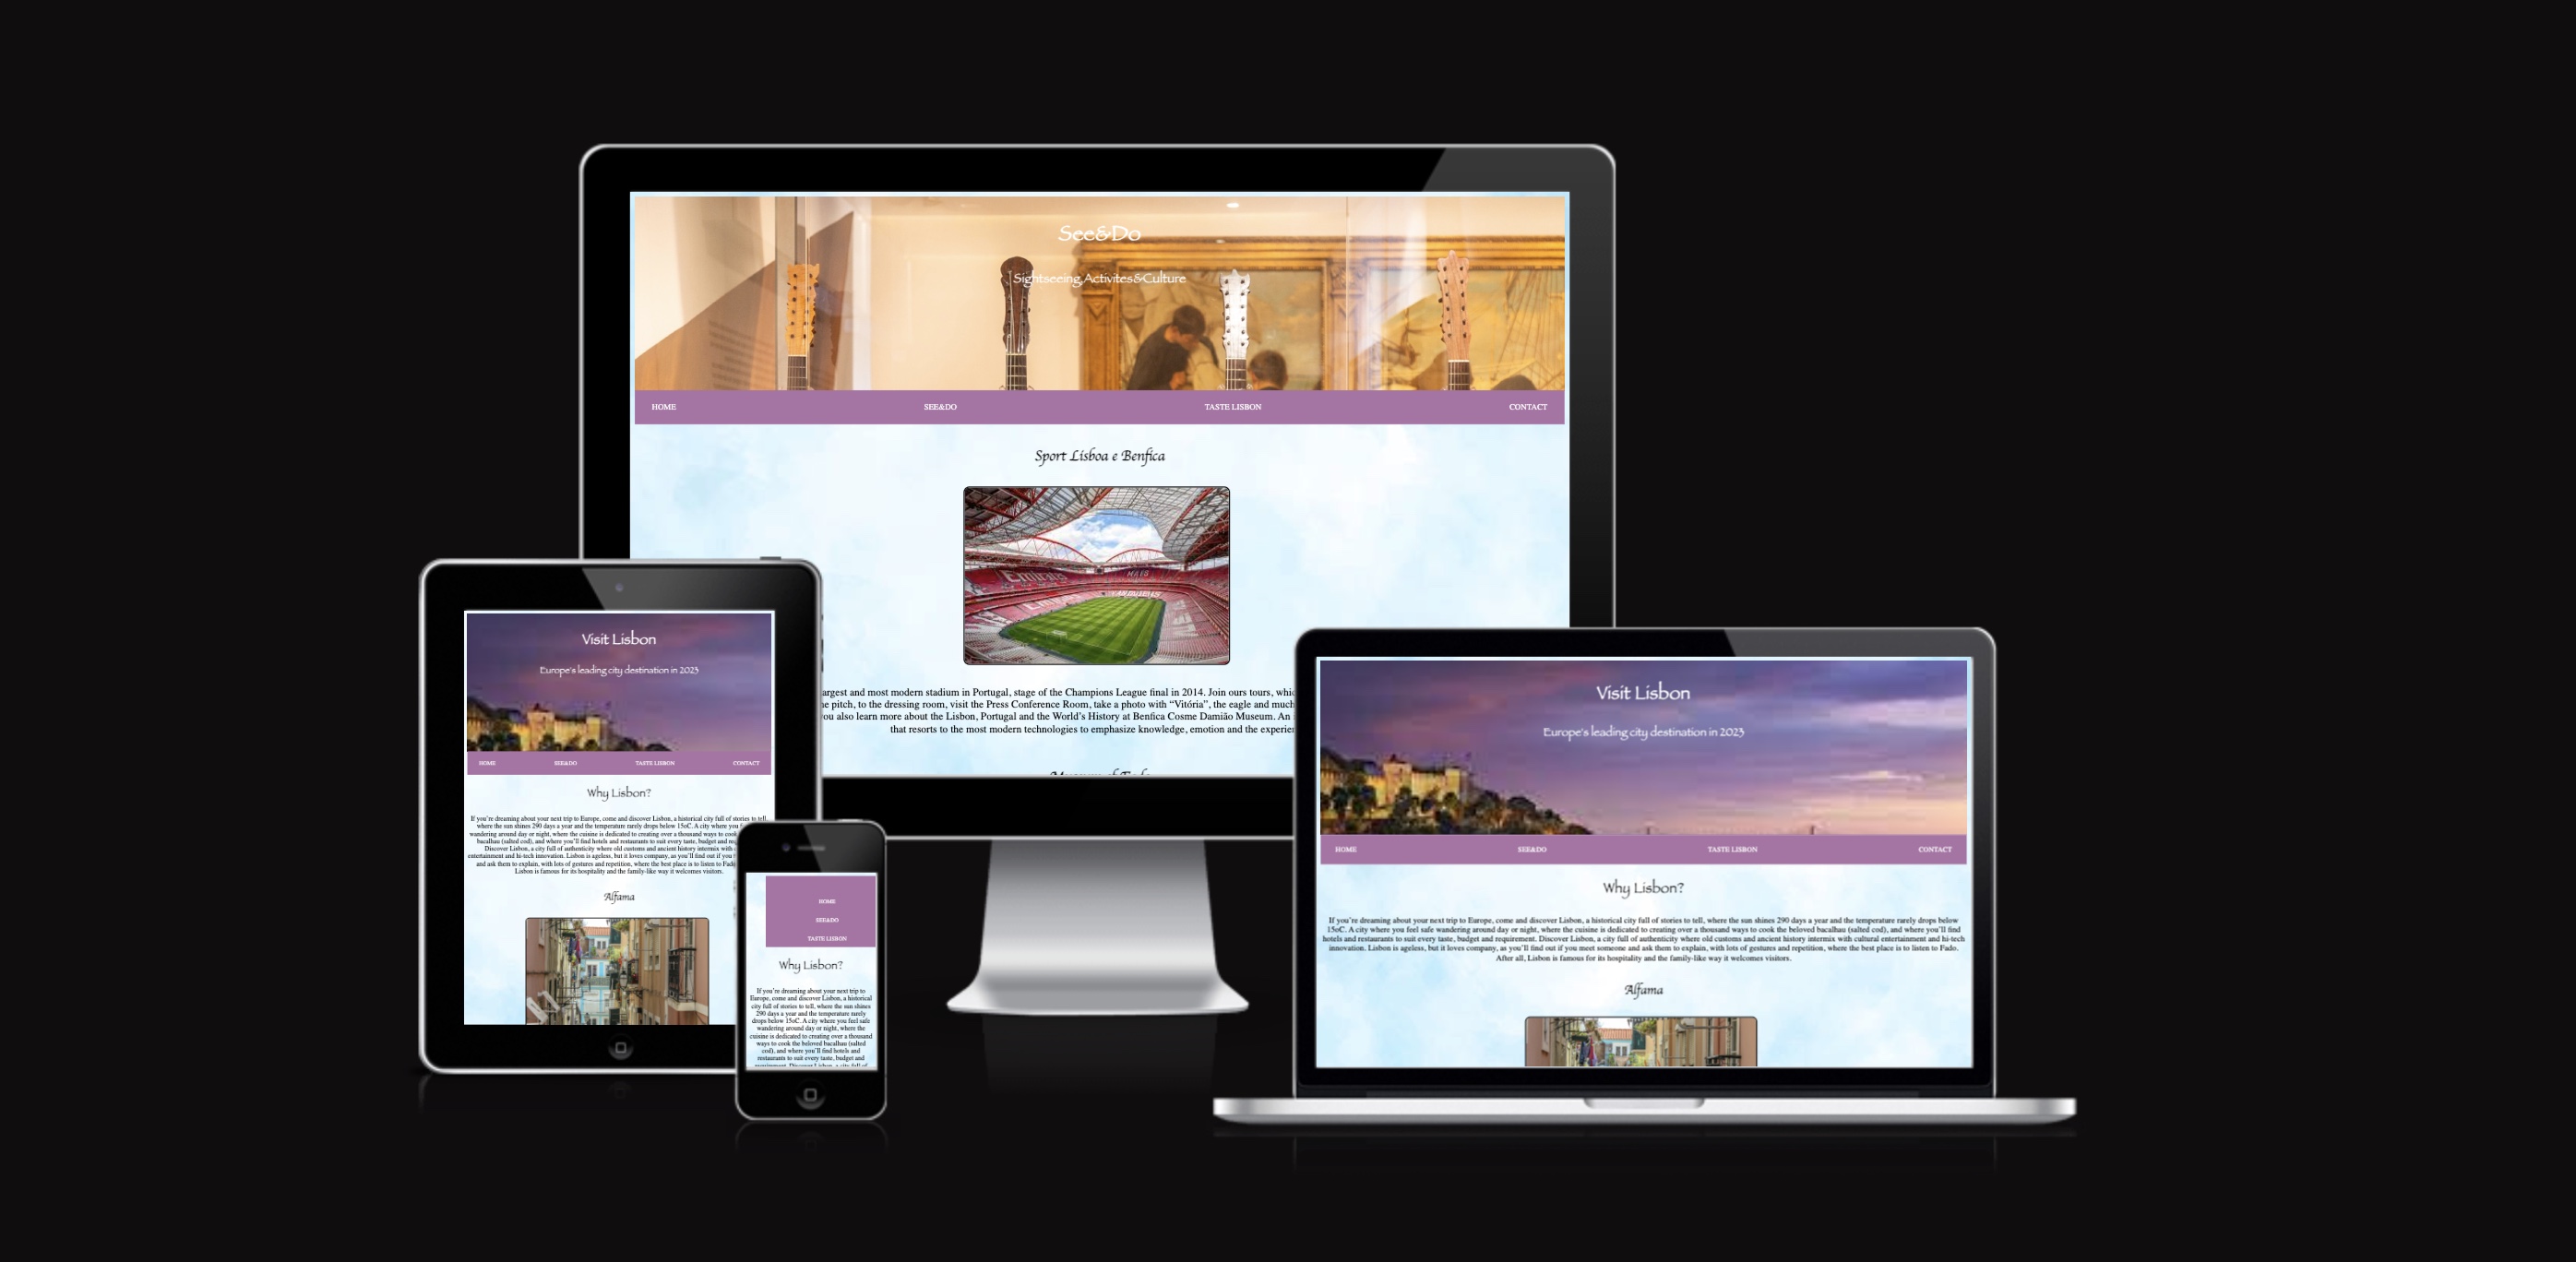 See&Do
Sightseeing,Activites&Culture
HOME SEE&DO TASTE LISBON CONTACT
Sport Lisboa e Benfica
Emirates
argest and most modern stadium in Portugal, stage of the Champions League final in 2014. Join ours tours, whic
e pitch, to the dressing room, visit the Press Conference Room, take a photo with “Vitória”, the eagle and much
ou also learn more about the Lisbon, Portugal and the World’s History at Benfica Cosme Damião Museum. An
that resorts to the most modern technologies to emphasize knowledge, emotion and the experien
Museum of Fado
Visit Lisbon
Europe's leading city destination in 2023
HOME SEE&DO TASTE LISBON CONTACT
Why Lisbon?
If you’re dreaming about your next trip to Europe, come and discover Lisbon, a historical city full of stories to tell,
where the sun shines 290 days a year and the temperature rarely drops below 15oC. A city where you f
wandering around day or night, where the cuisine is dedicated to creating over a thousand ways to cook
bacalhau (salted cod), and where you’ll find hotels and restaurants to suit every taste, budget and req
Discover Lisbon, a city full of authenticity where old customs and ancient history intermix with
entertainment and hi-tech innovation. Lisbon is ageless, but it loves company, as you’ll find out if you
and ask them to explain, with lots of gestures and repetition, where the best place is to listen to Fado
Lisbon is famous for its hospitality and the family-like way it welcomes visitors.
Alfama
HOME
SEE&DO
TASTE LISBON
Why Lisbon?
If you’re dreaming about your next trip to
Europe, come and discover Lisbon, a historical
city full of stories to tell, where the sun shines
290 days a year and the temperature rarely
drops below 15oC. A city where you feel safe
wandering around day or night, where the
cuisine is dedicated to creating over a thousand
ways to cook the beloved bacalhau (salted
cod), and where you’ll find hotels and
restaurants to suit every taste, budget and
requirement. Discover Lisbon, a city full of
Visit Lisbon
Europe's leading city destination in 2023
HOME SEE&DO TASTE LISBON CONTACT
Why Lisbon?
If you’re dreaming about your next trip to Europe, come and discover Lisbon, a historical city full of stories to tell, where the sun shines 290 days a year and the temperature rarely drops below
15oC. A city where you feel safe wandering around day or night, where the cuisine is dedicated to creating over a thousand ways to cook the beloved bacalhau (salted cod), and where you’ll find
hotels and restaurants to suit every taste, budget and requirement. Discover Lisbon, a city full of authenticity where old customs and ancient history intermix with cultural entertainment and hi-tech
innovation. Lisbon is ageless, but it loves company, as you’ll find out if you meet someone and ask them to explain, with lots of gestures and repetition, where the best place is to listen to Fado.
After all, Lisbon is famous for its hospitality and the family-like way it welcomes visitors.
Alfama